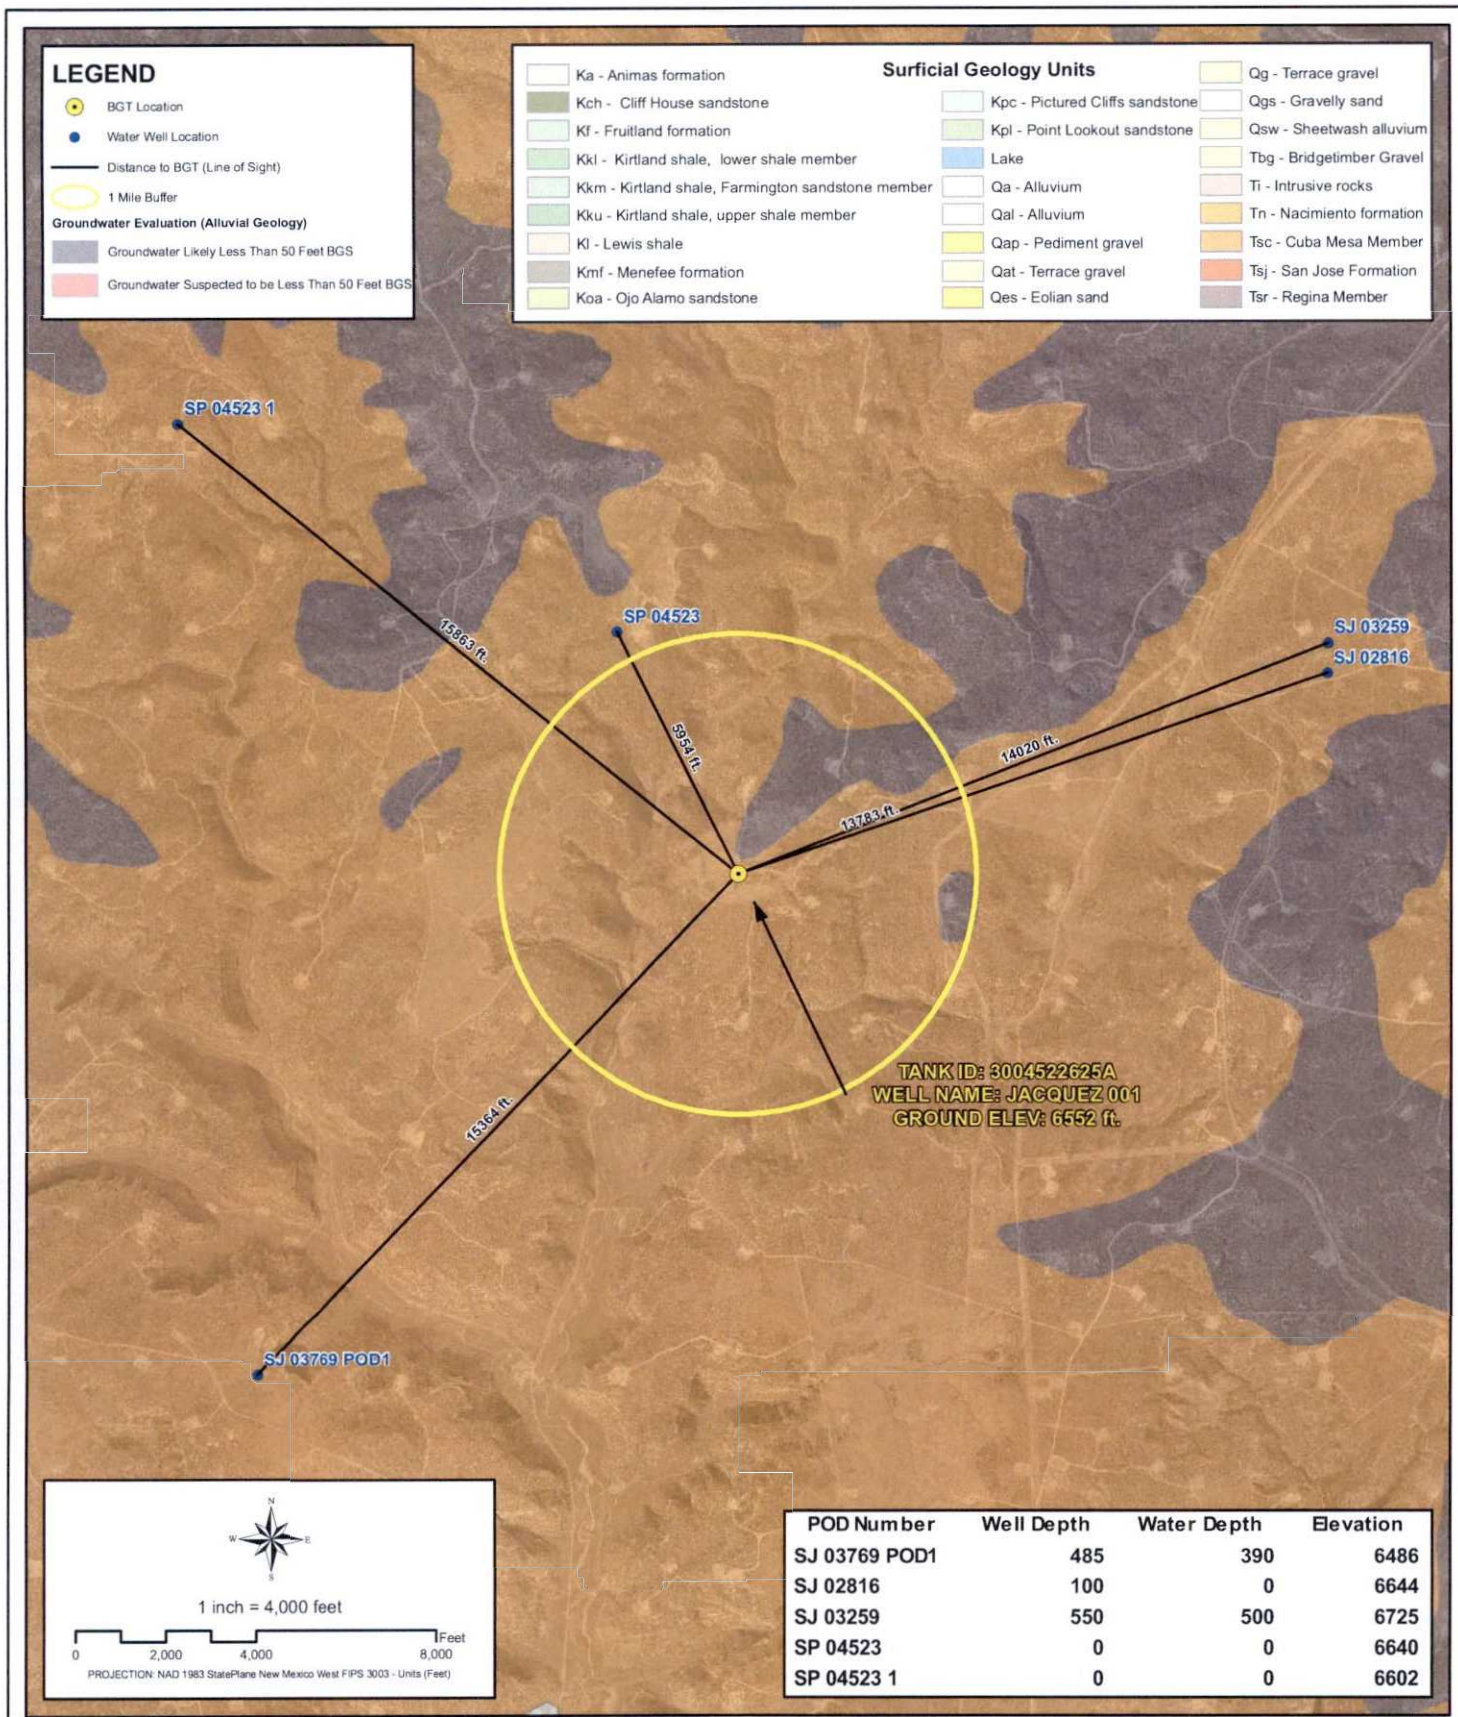 LEGEND
BGT Location
Water Well Location
Distance to BGT (Line of Sight)
1 Mile Buffer
Groundwater Evaluation (Alluvial Geology)
Groundwater Likely Less Than 50 Feet BGS
Groundwater Suspected to be Less Than 50 Feet BGS
Surficial Geology Units
Ka - Animas formation
Kch - Cliff House sandstone
Kf - Fruitland formation
Kkl - Kirtland shale, lower shale member
Kkm - Kirtland shale, Farmington sandstone member
Kku - Kirtland shale, upper shale member
Kl - Lewis shale
Kmf - Menefee formation
Koa - Ojo Alamo sandstone
Kpc - Pictured Cliffs sandstone
Kpl - Point Lookout sandstone
Lake
Qa - Alluvium
Qal - Alluvium
Qap - Pediment gravel
Qat - Terrace gravel
Qes - Eolian sand
Qg - Terrace gravel
Qgs - Gravelly sand
Qsw - Sheetwash alluvium
Tbg - Bridgetimber Gravel
Ti - Intrusive rocks
Tn - Nacimiento formation
Tsc - Cuba Mesa Member
Tsj - San Jose Formation
Tsr - Regina Member
SP 04523 1
SP 04523
SJ 03259
SJ 02816
15863 ft.
5954 ft.
14020 ft.
13783 ft.
15364 ft.
TANK ID: 3004522625A
WELL NAME: JACQUEZ 001
GROUND ELEV: 6552 ft.
SJ 03769 POD1
N
W E
S
1 inch = 4,000 feet
Feet
0 2,000 4,000 8,000
PROJECTION: NAD 1983 StatePlane New Mexico West FIPS 3003 - Units (Feet)
POD Number Well Depth Water Depth Elevation
SJ 03769 POD1 485 390 6486
SJ 02816 100 0 6644
SJ 03259 550 500 6725
SP 04523 0 0 6640
SP 04523 1 0 0 6602